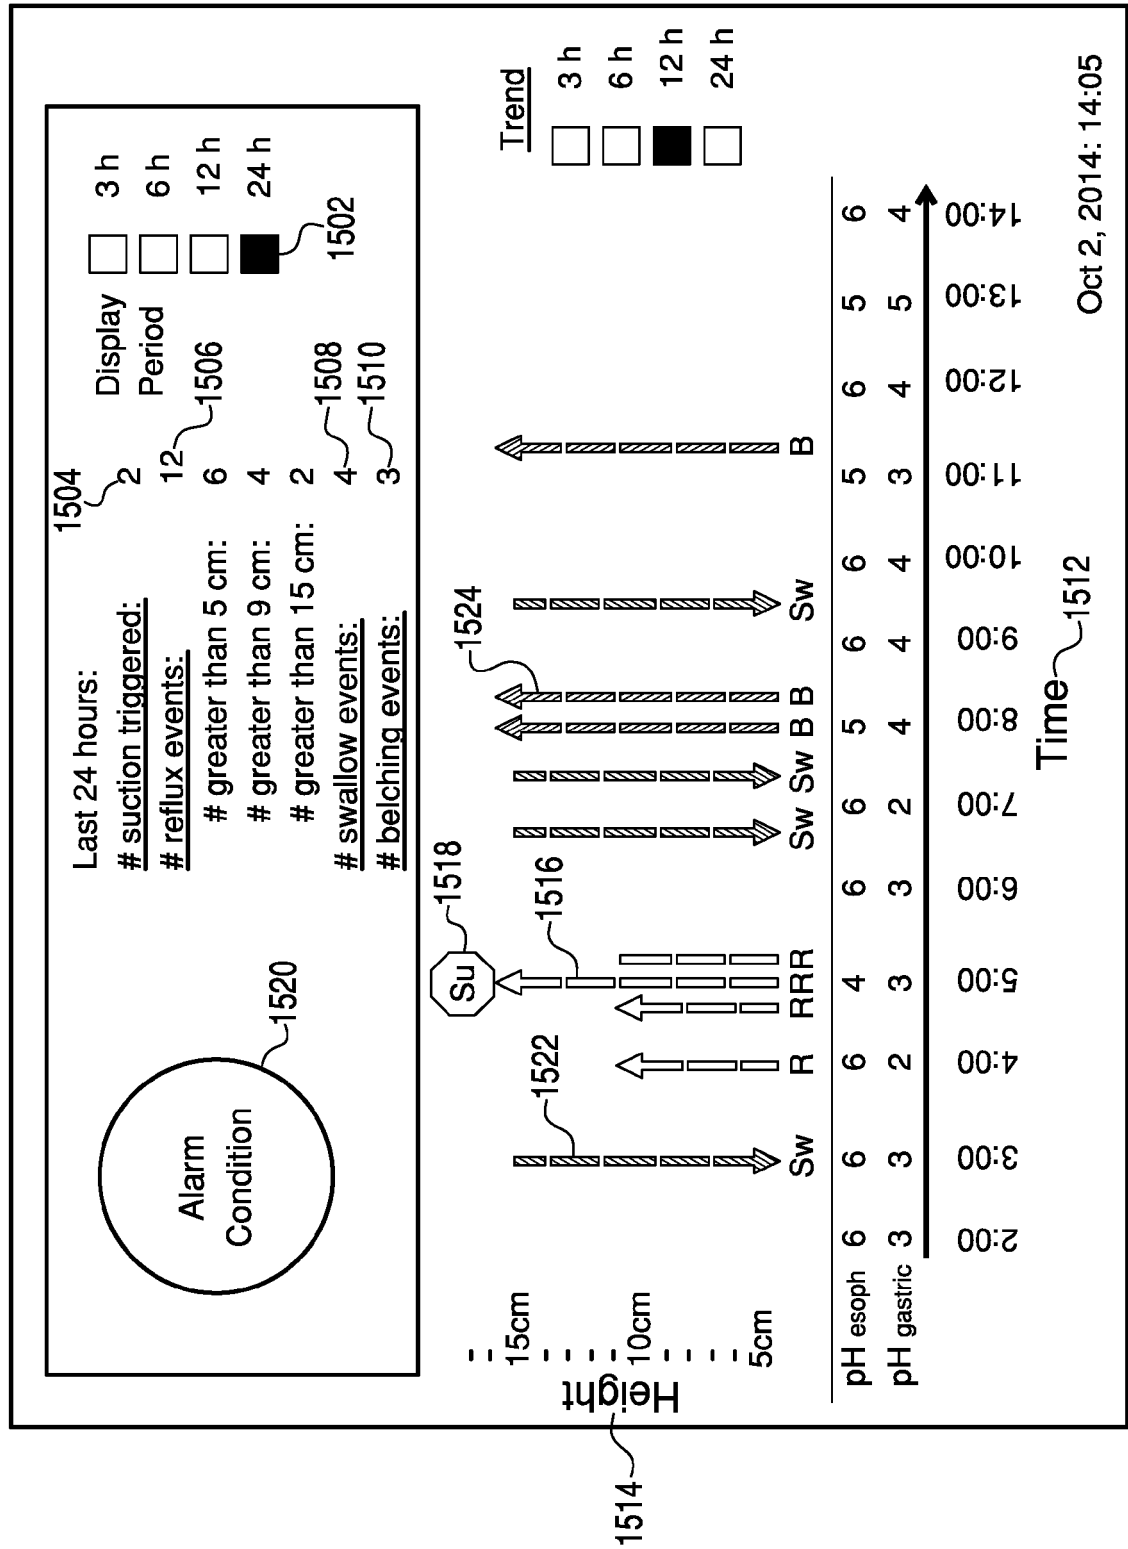 1504
Last 24 hours:
# suction triggered: 2
# reflux events: 12
1506
# greater than 5 cm: 6
# greater than 9 cm: 4
# greater than 15 cm: 2
# swallow events: 4
1508
# belching events: 3
1510
Display
Period
3 h
6 h
12 h
24 h
1502
Alarm
Condition
1520
Trend
3 h
6 h
12 h
24 h
Su
1518
1516
1522
1524
1514
Height
15cm
10cm
5cm
Sw R RRR Sw Sw B B Sw B
pH esoph 6 6 6 4 6 6 5 6 6 5 6 5 6
pH gastric 3 3 2 3 3 2 4 4 4 3 4 5 4
2:00 3:00 4:00 5:00 6:00 7:00 8:00 9:00 10:00 11:00 12:00 13:00 14:00
Time
1512
Oct 2, 2014: 14:05